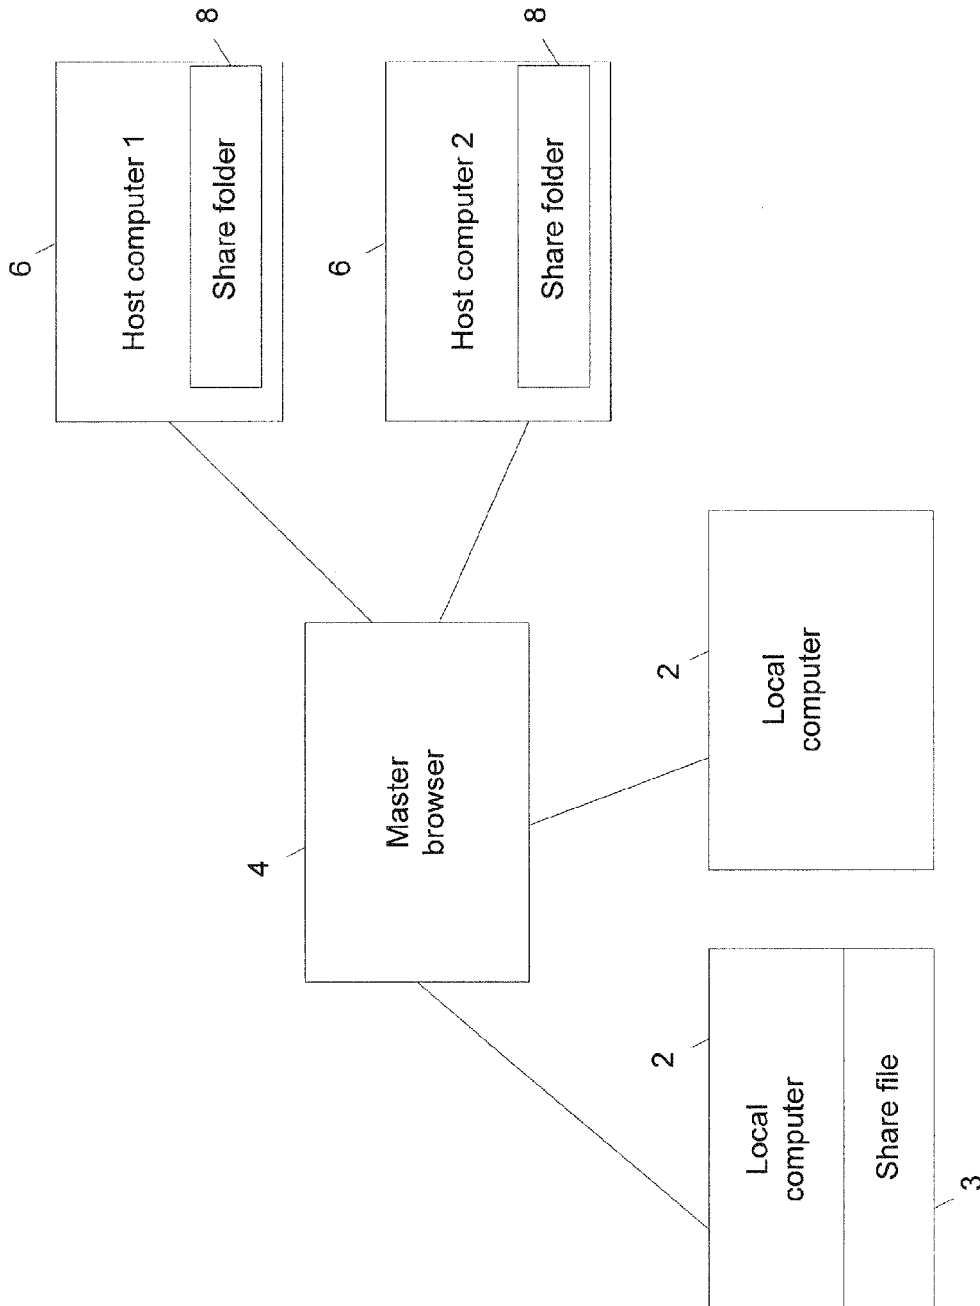 3
Local
computer
Share file
2
4
Master
browser
2
Local
computer
6
Host computer 1
Share folder
8
6
Host computer 2
Share folder
8